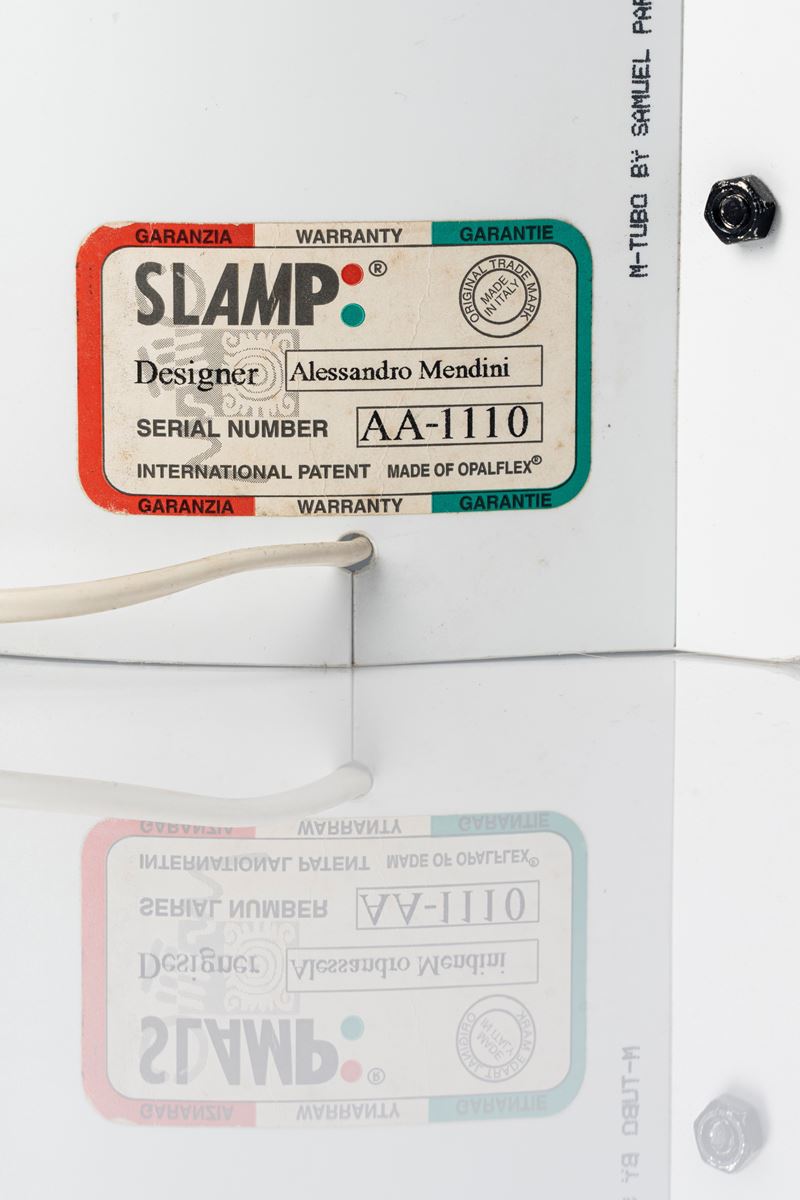 M-TUBO BY SAMUEL PAR
GARANZIA WARRANTY GARANTIE
SLAMP®
ORIGINAL TRADE MARK
MADE
IN ITALY
Designer Alessandro Mendini
SERIAL NUMBER AA-1110
INTERNATIONAL PATENT MADE OF OPALFLEX®
GARANZIA WARRANTY GARANTIE